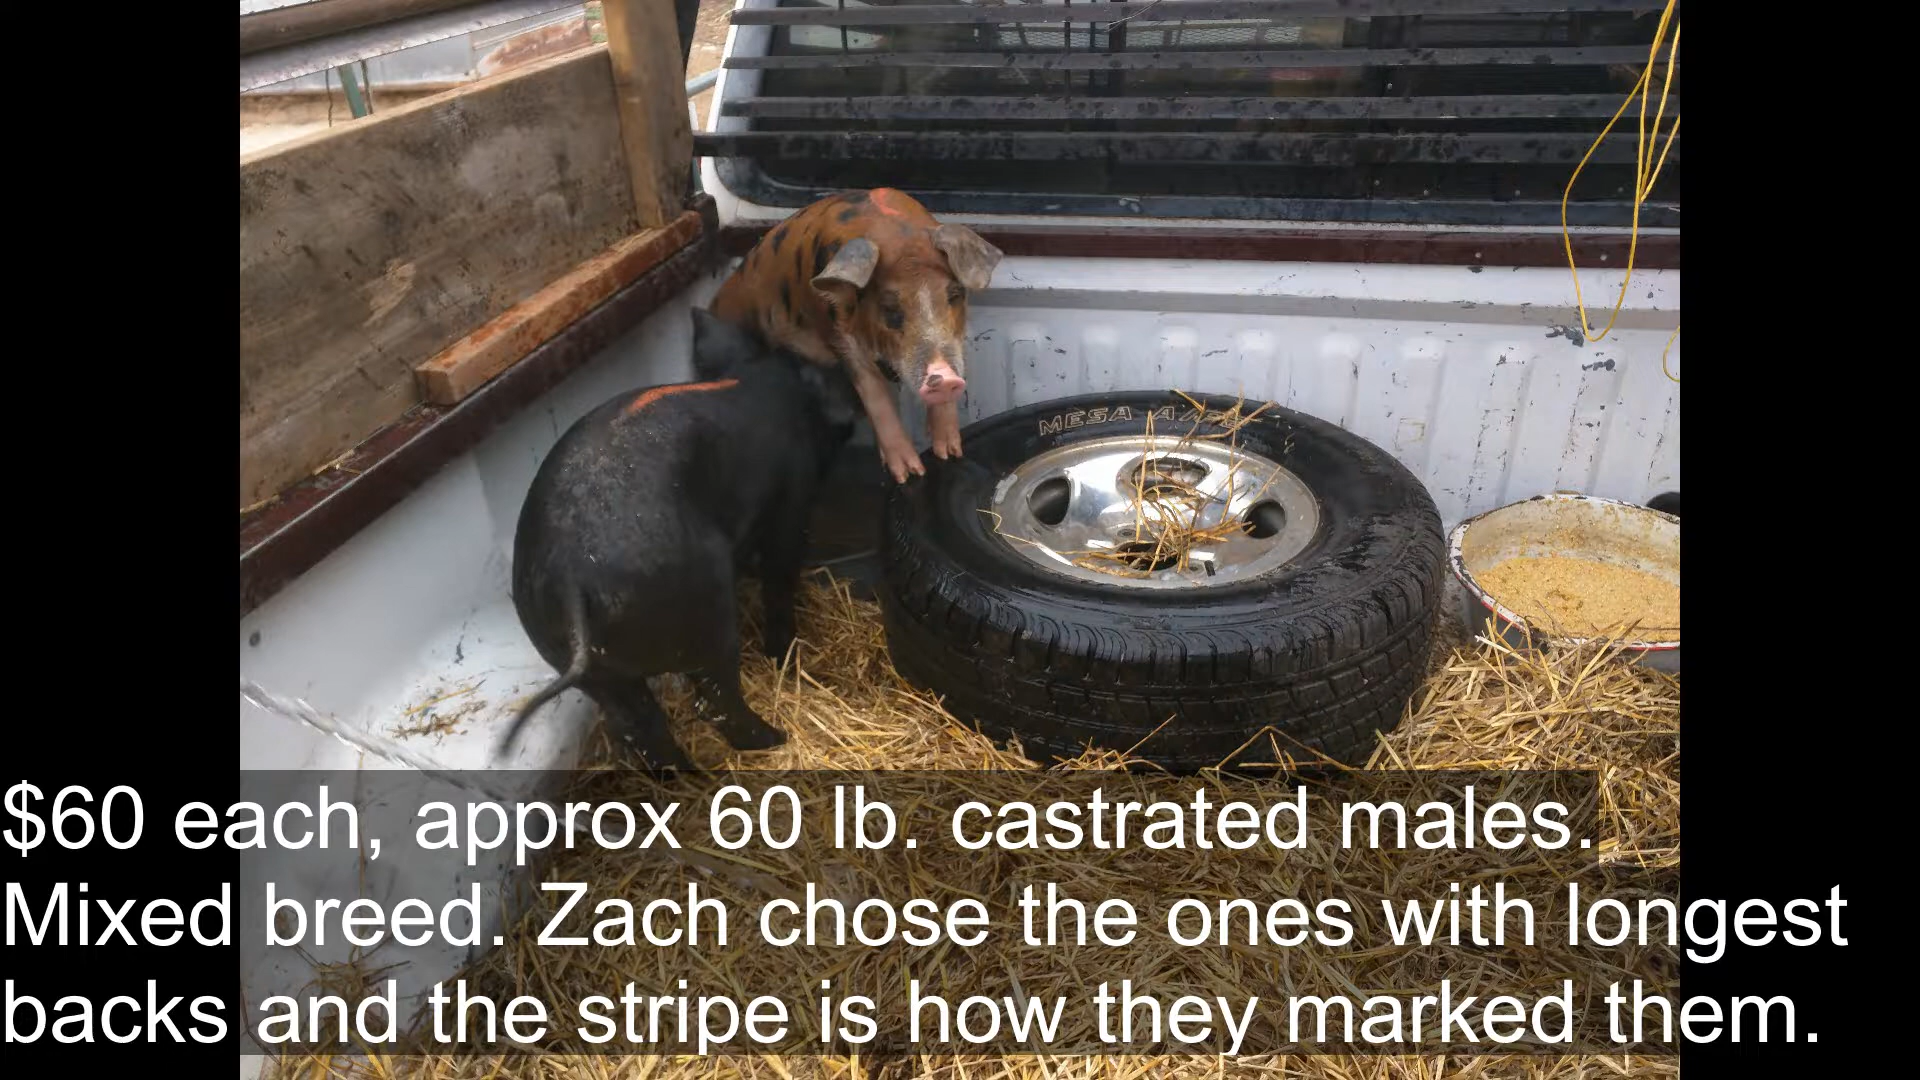 MESA A/P
$60 each, approx 60 lb. castrated males.
Mixed breed. Zach chose the ones with longest
backs and the stripe is how they marked them.